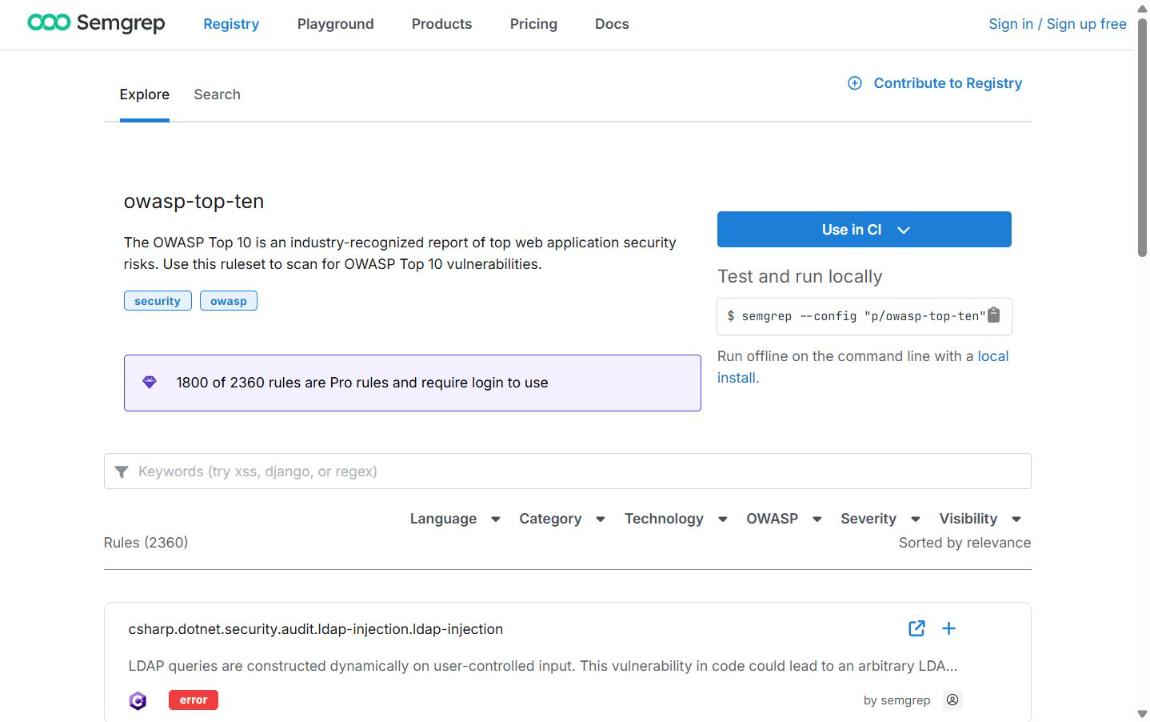 Semgrep
Registry
Playground
Products
Pricing
Docs
Sign in / Sign up free
Explore
Search
Contribute to Registry
owasp-top-ten
The OWASP Top 10 is an industry-recognized report of top web application security
risks. Use this ruleset to scan for OWASP Top 10 vulnerabilities.
security
owasp
1800 of 2360 rules are Pro rules and require login to use
Use in CI
Test and run locally
$ semgrep --config "p/owasp-top-ten"
Run offline on the command line with a local
install.
Keywords (try xss, django, or regex)
Language
Category
Technology
OWASP
Severity
Visibility
Rules (2360)
Sorted by relevance
csharp.dotnet.security.audit.ldap-injection.ldap-injection
LDAP queries are constructed dynamically on user-controlled input. This vulnerability in code could lead to an arbitrary LDA...
error
by semgrep